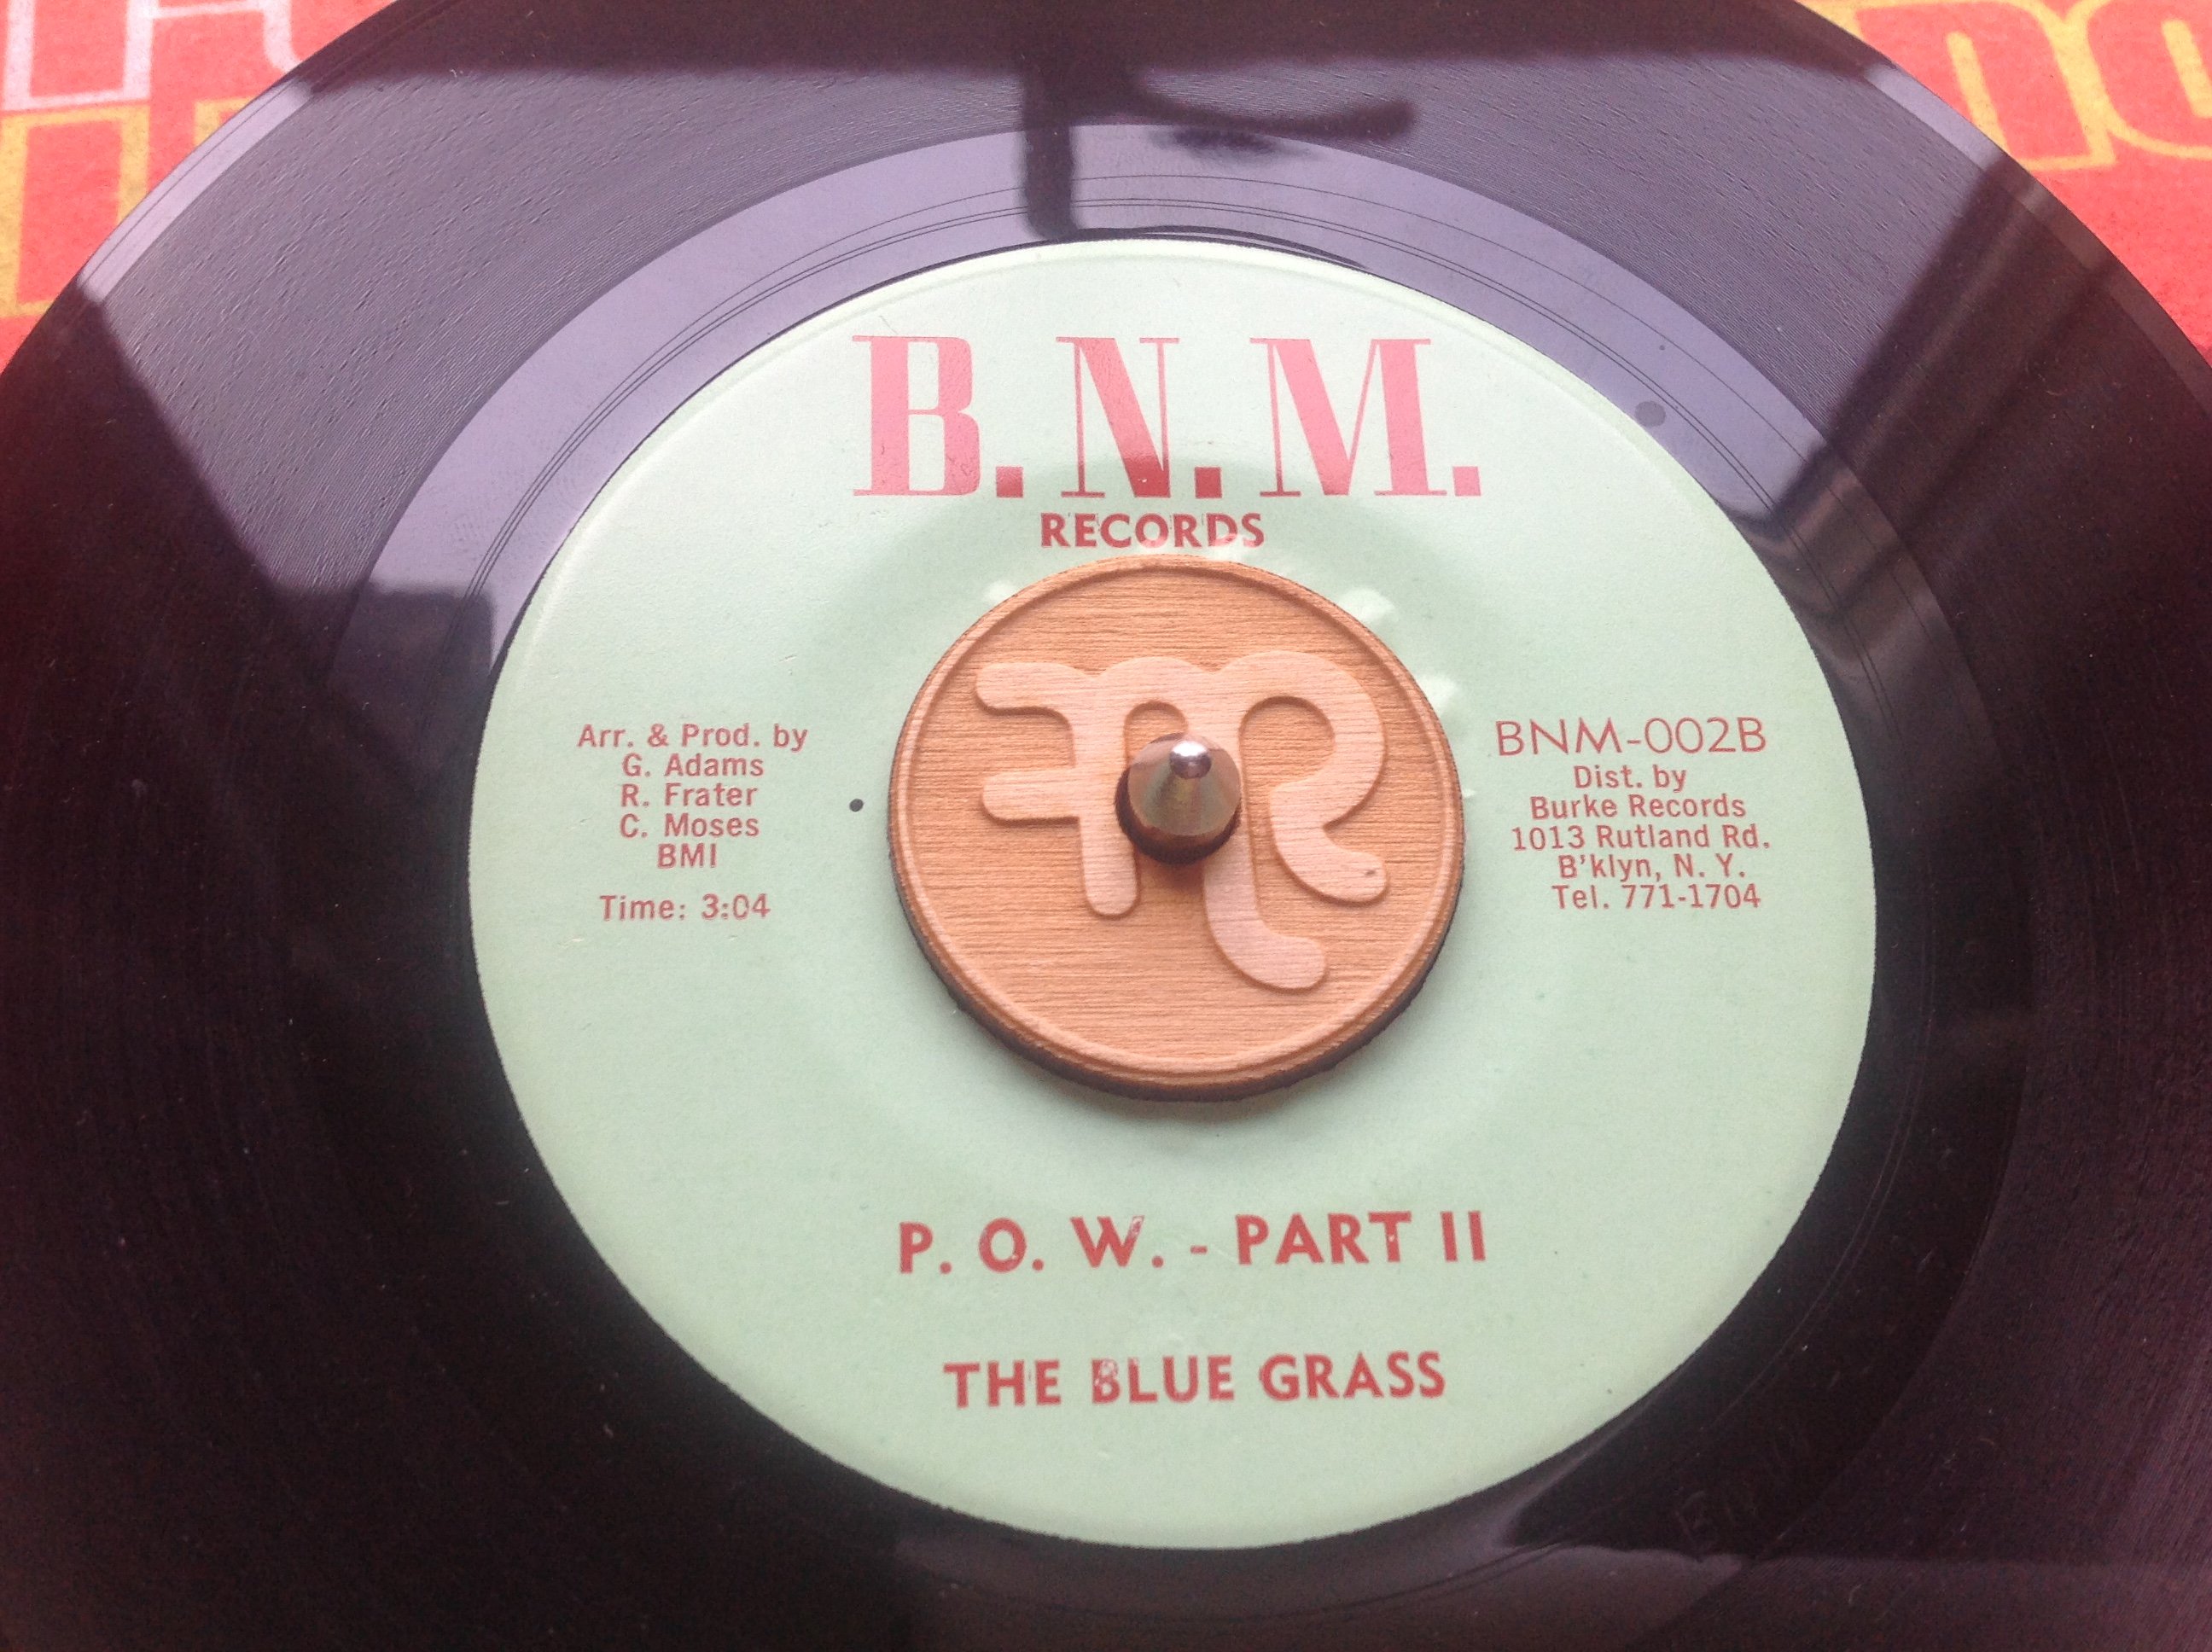 B. N. M.
RECORDS
Arr. & Prod. by
G. Adams
R. Frater
C. Moses
BMI
Time: 3:04
BNM-002B
Dist. by
Burke Records
1013 Rutland Rd.
B'klyn, N. Y.
Tel. 771-1704
P. O. W. - PART II
THE BLUE GRASS